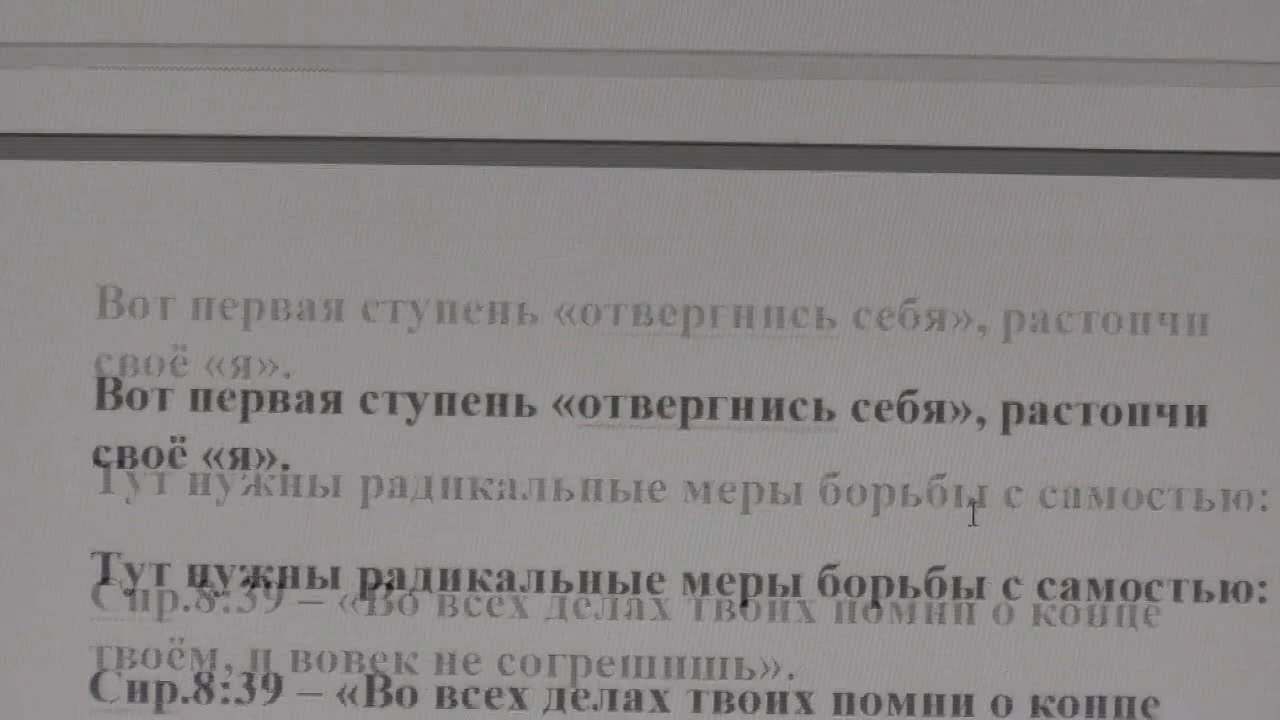 Вот первая ступень «отвергнись себя», растопчи
своё «я».
Вот первая ступень «отвергнись себя», растопчи
своё «я».
Тут нужны радикальные меры борьбы с самостью:
Тут нужны радикальные меры борьбы с самостью:
Сир.8:39 – «Во всех делах твоих помни о конце
твоём, и вовек не согрешишь».
Сир.8:39 – «Во всех делах твоих помни о конце